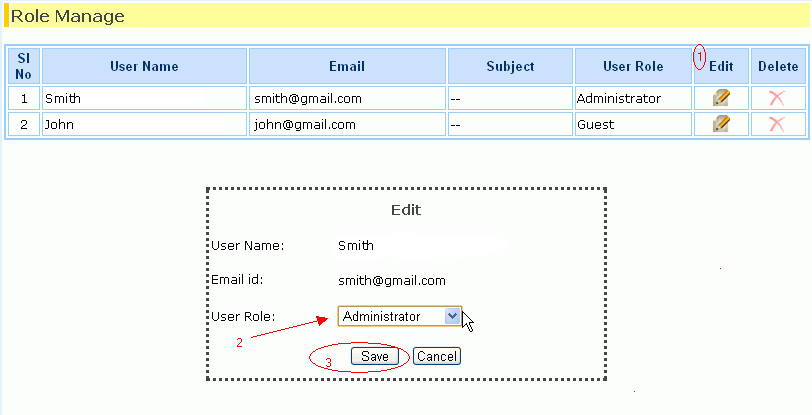 Role Manage
Sl No User Name Email Subject User Role 1 Edit Delete
1 Smith smith@gmail.com -- Administrator
2 John john@gmail.com -- Guest
Edit
User Name: Smith
Email id: smith@gmail.com
User Role: Administrator
2
3 Save Cancel